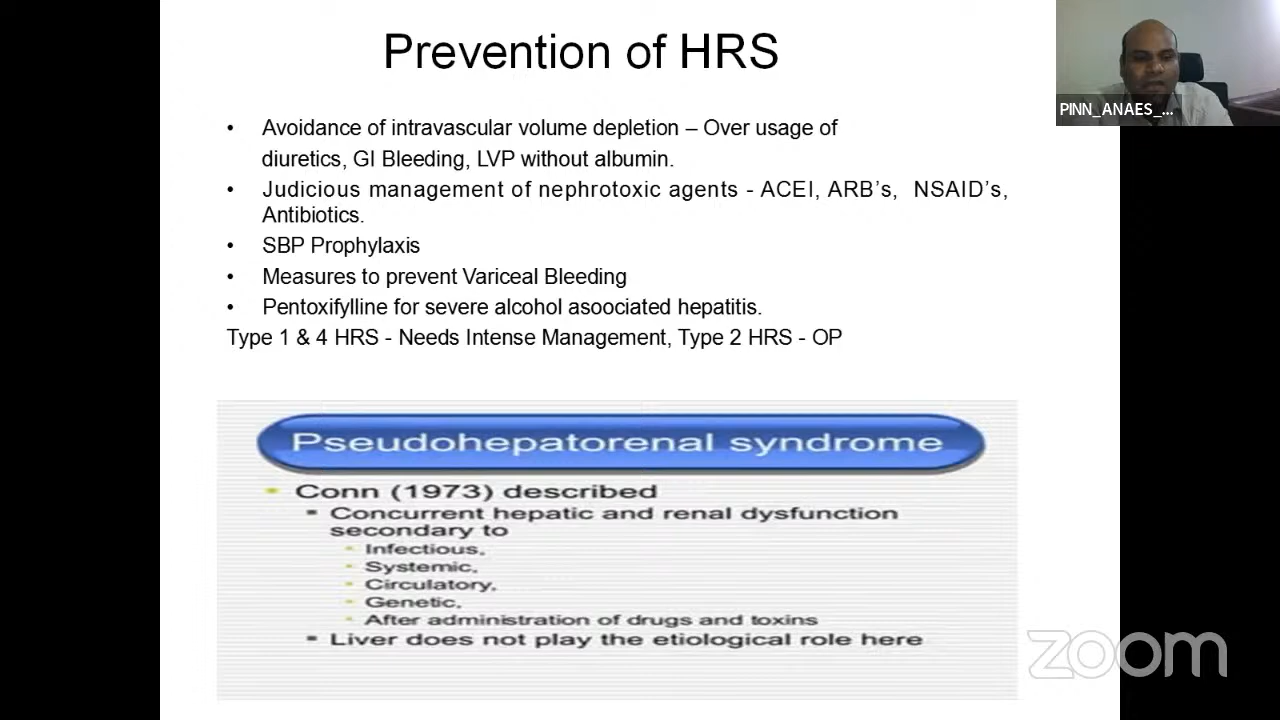 Prevention of HRS
PINN_ANAES_...
• Avoidance of intravascular volume depletion – Over usage of
diuretics, GI Bleeding, LVP without albumin.
• Judicious management of nephrotoxic agents - ACEI, ARB’s, NSAID’s,
Antibiotics.
• SBP Prophylaxis
• Measures to prevent Variceal Bleeding
• Pentoxifylline for severe alcohol asoociated hepatitis.
Type 1 & 4 HRS - Needs Intense Management, Type 2 HRS - OP
Pseudohepatorenal syndrome
Conn (1973) described
Concurrent hepatic and renal dysfunction
secondary to
Infectious,
Systemic,
Circulatory,
Genetic,
After administration of drugs and toxins
Liver does not play the etiological role here
zoom